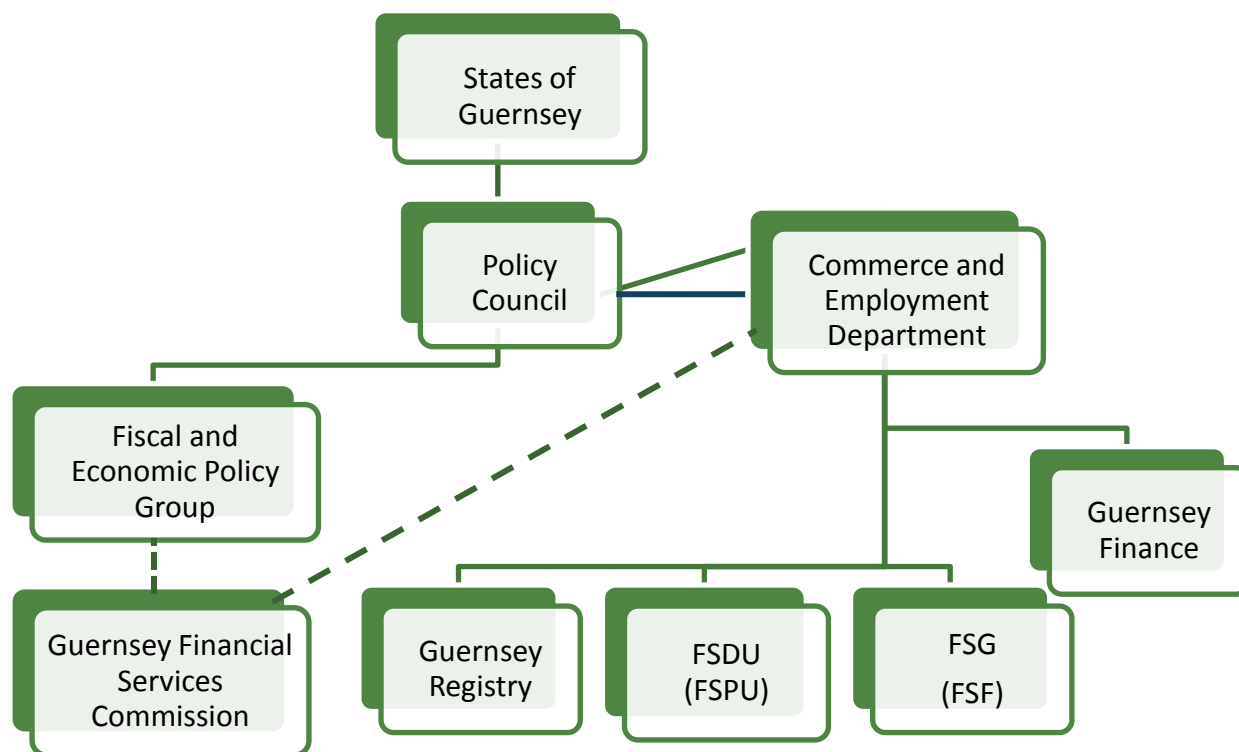 States of
Guernsey
Policy
Council
Commerce and
Employment
Department
Fiscal and
Economic Policy
Group
Guernsey
Finance
Guernsey Financial
Services
Commission
Guernsey
Registry
FSDU
(FSPU)
FSG
(FSF)